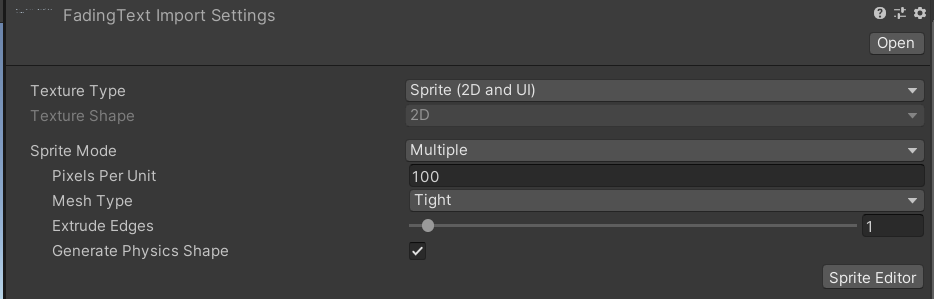 FadingText Import Settings
Open
Texture Type Sprite (2D and UI)
Texture Shape 2D
Sprite Mode Multiple
Pixels Per Unit 100
Mesh Type Tight
Extrude Edges 1
Generate Physics Shape
Sprite Editor